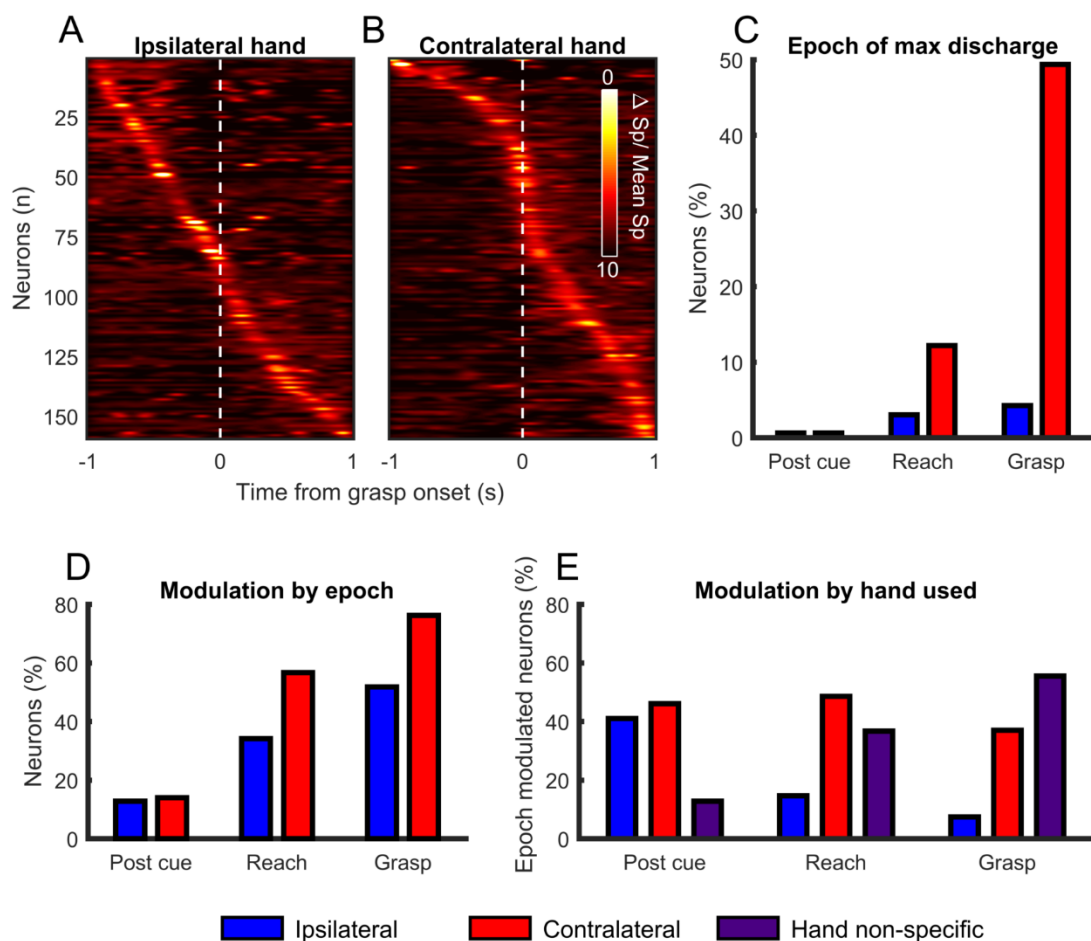 A
Ipsilateral hand
Neurons (n)
25
50
75
100
125
150
-1
0
1
B
Contralateral hand
0
Δ Sp/ Mean Sp
10
-1
0
1
Time from grasp onset (s)
C
Epoch of max discharge
Neurons (%)
50
40
30
20
10
0
Post cue
Reach
Grasp
D
Modulation by epoch
Neurons (%)
80
60
40
20
0
Post cue
Reach
Grasp
E
Modulation by hand used
Epoch modulated neurons (%)
80
60
40
20
0
Post cue
Reach
Grasp
Ipsilateral
Contralateral
Hand non-specific